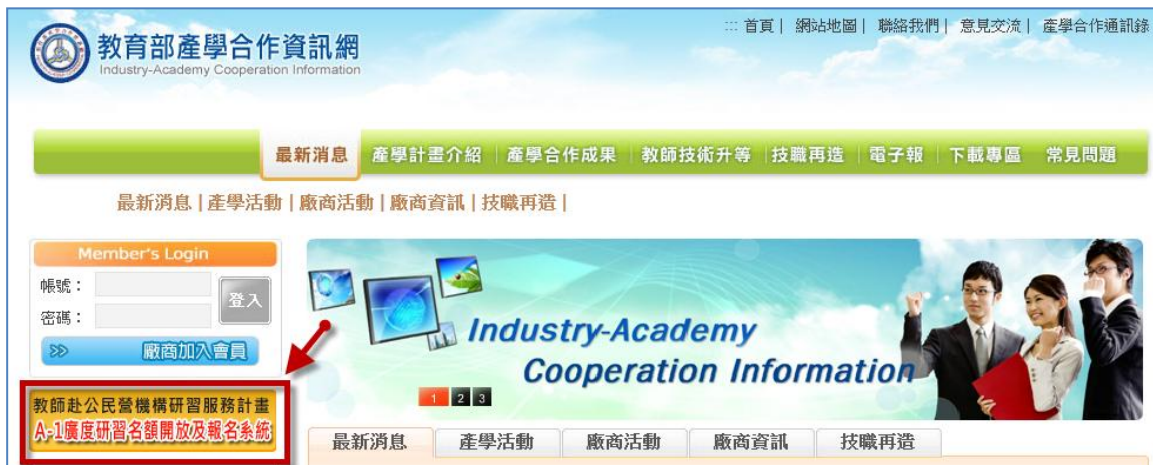 ::: 首頁 | 網站地圖 | 聯絡我們 | 意見交流 | 產學合作通訊錄
教育部產學合作資訊網
Industry-Academy Cooperation Information
最新消息 產學計畫介紹 產學合作成果 教師技術升等 技職再造 電子報 下載專區 常見問題
最新消息 | 產學活動 | 廠商活動 | 廠商資訊 | 技職再造 |
Member's Login
帳號：
登入
密碼：
廠商加入會員
Industry-Academy
Cooperation Information
1 2 3
教師赴公民營機構研習服務計畫
A-1廣度研習名額開放及報名系統
最新消息 產學活動 廠商活動 廠商資訊 技職再造